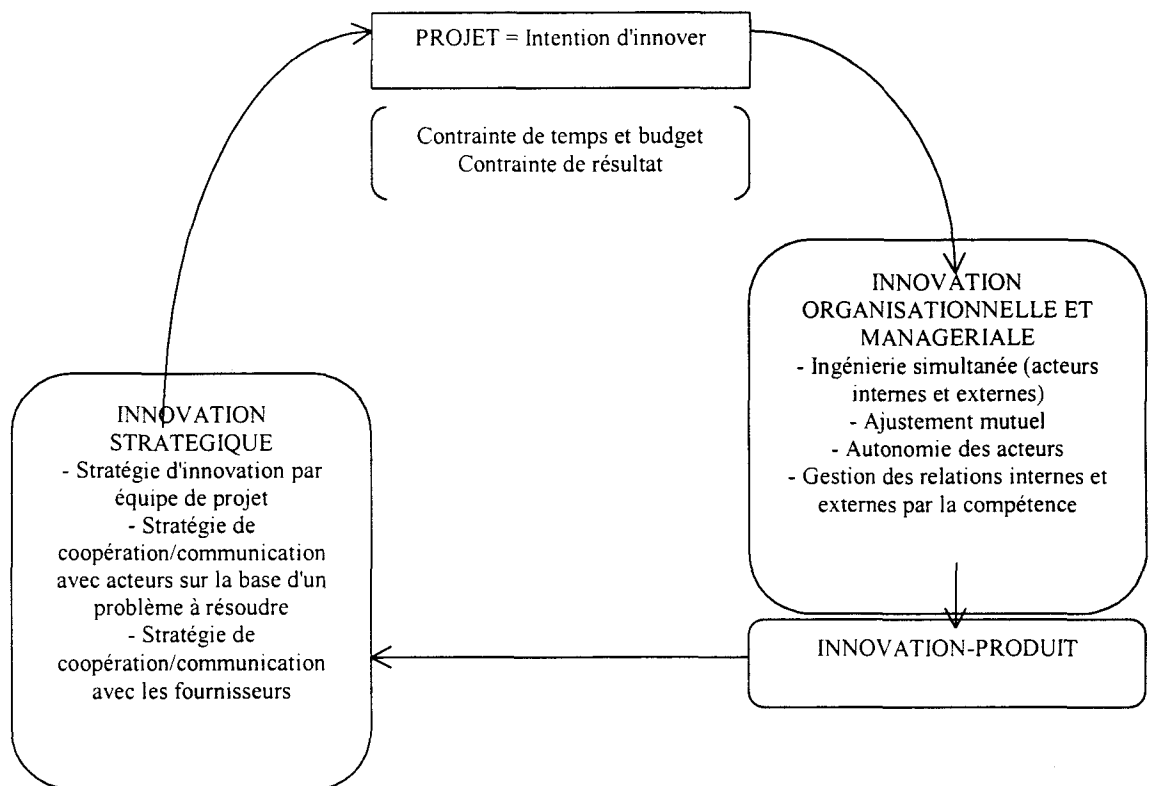 PROJET = Intention d'innover
Contrainte de temps et budget
Contrainte de résultat
INNOVATION
ORGANISATIONNELLE ET
MANAGERIALE
- Ingénierie simultanée (acteurs
internes et externes)
- Ajustement mutuel
- Autonomie des acteurs
- Gestion des relations internes et
externes par la compétence
INNOVATION-PRODUIT
INNOVATION
STRATEGIQUE
- Stratégie d'innovation par
équipe de projet
- Stratégie de
coopération/communication
avec acteurs sur la base d'un
problème à résoudre
- Stratégie de
coopération/communication
avec les fournisseurs